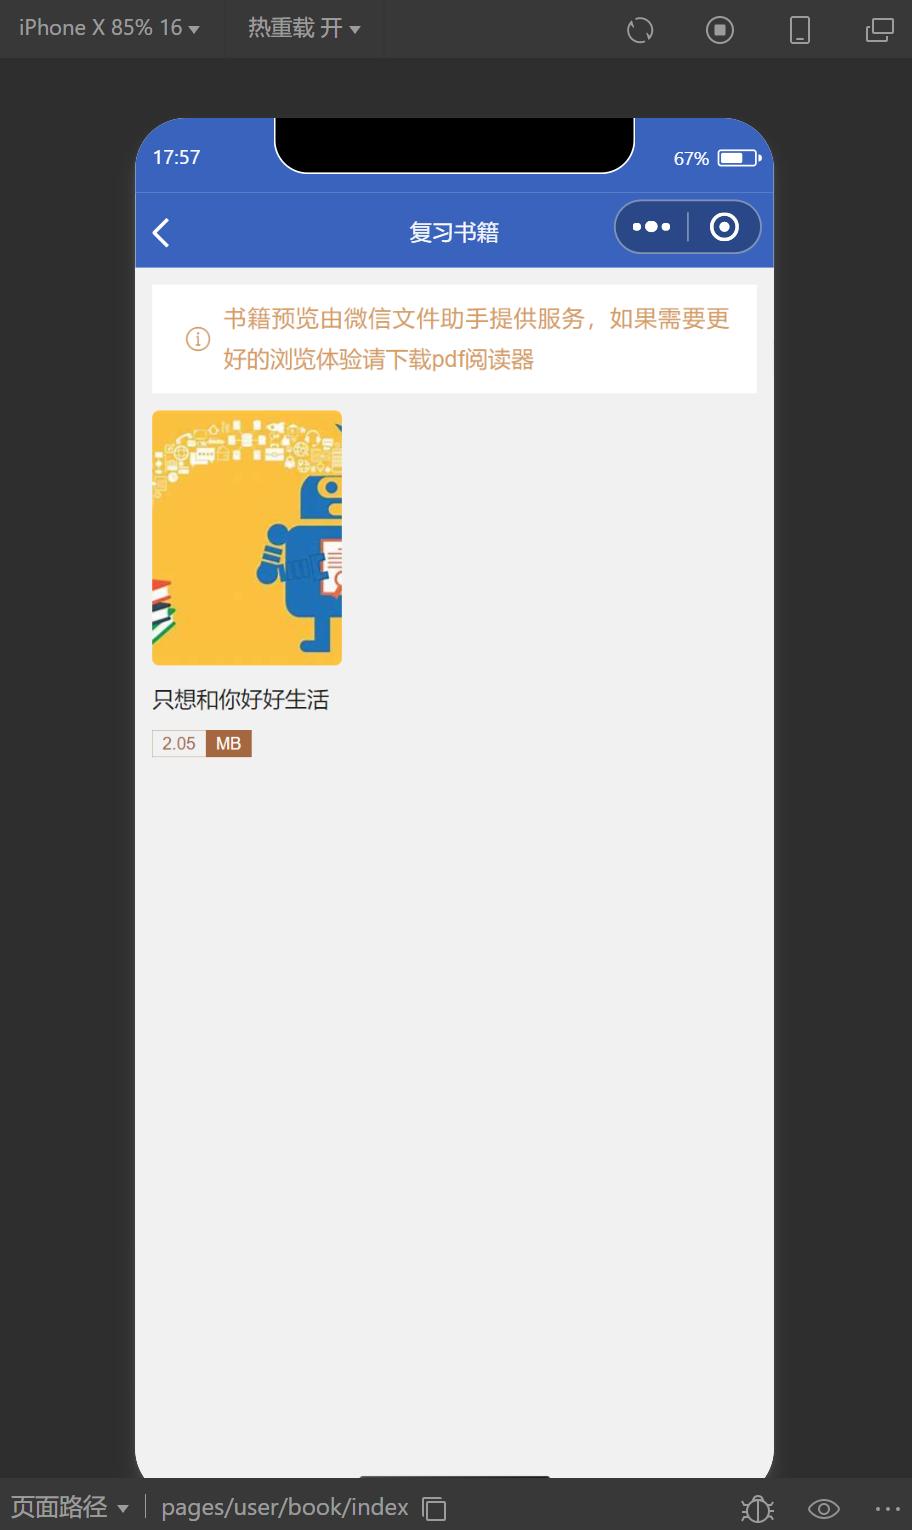 iPhone X 85% 16
热重载 开
17:57
67%
复习书籍
书籍预览由微信文件助手提供服务，如果需要更
好的浏览体验请下载pdf阅读器
只想和你好好生活
2.05 MB
页面路径
pages/user/book/index